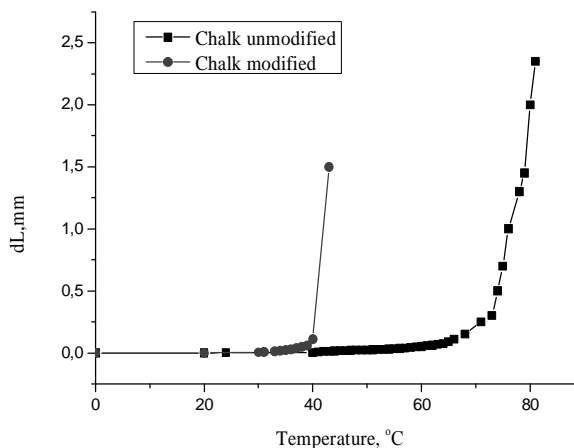 Chalk unmodified
Chalk modified
dL,mm
2,5
2,0
1,5
1,0
0,5
0,0
0 20 40 60 80
Temperature, °C